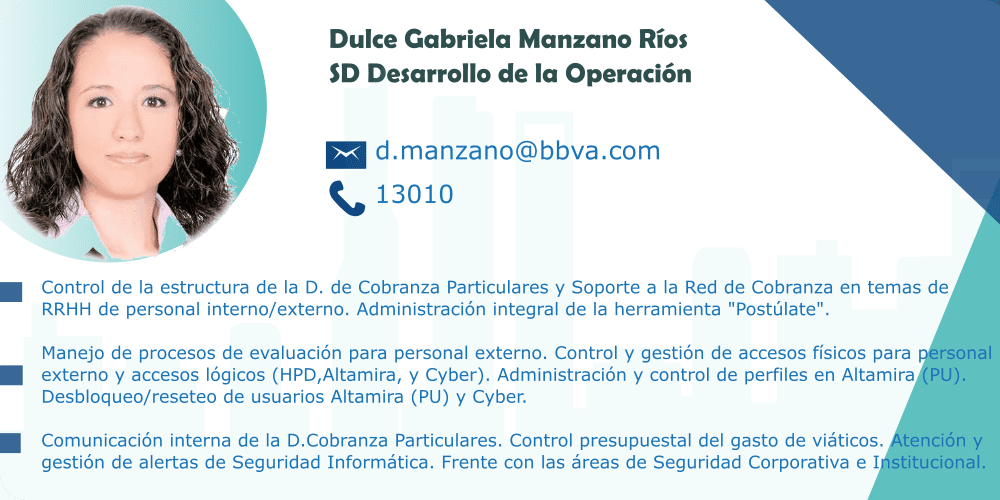 Dulce Gabriela Manzano Ríos
SD Desarrollo de la Operación
d.manzano@bbva.com
13010
Control de la estructura de la D. de Cobranza Particulares y Soporte a la Red de Cobranza en temas de
RRHH de personal interno/externo. Administración integral de la herramienta "Postúlate".
Manejo de procesos de evaluación para personal externo. Control y gestión de accesos físicos para personal
externo y accesos lógicos (HPD,Altamira, y Cyber). Administración y control de perfiles en Altamira (PU).
Desbloqueo/reseteo de usuarios Altamira (PU) y Cyber.
Comunicación interna de la D.Cobranza Particulares. Control presupuestal del gasto de viáticos. Atención y
gestión de alertas de Seguridad Informática. Frente con las áreas de Seguridad Corporativa e Institucional.